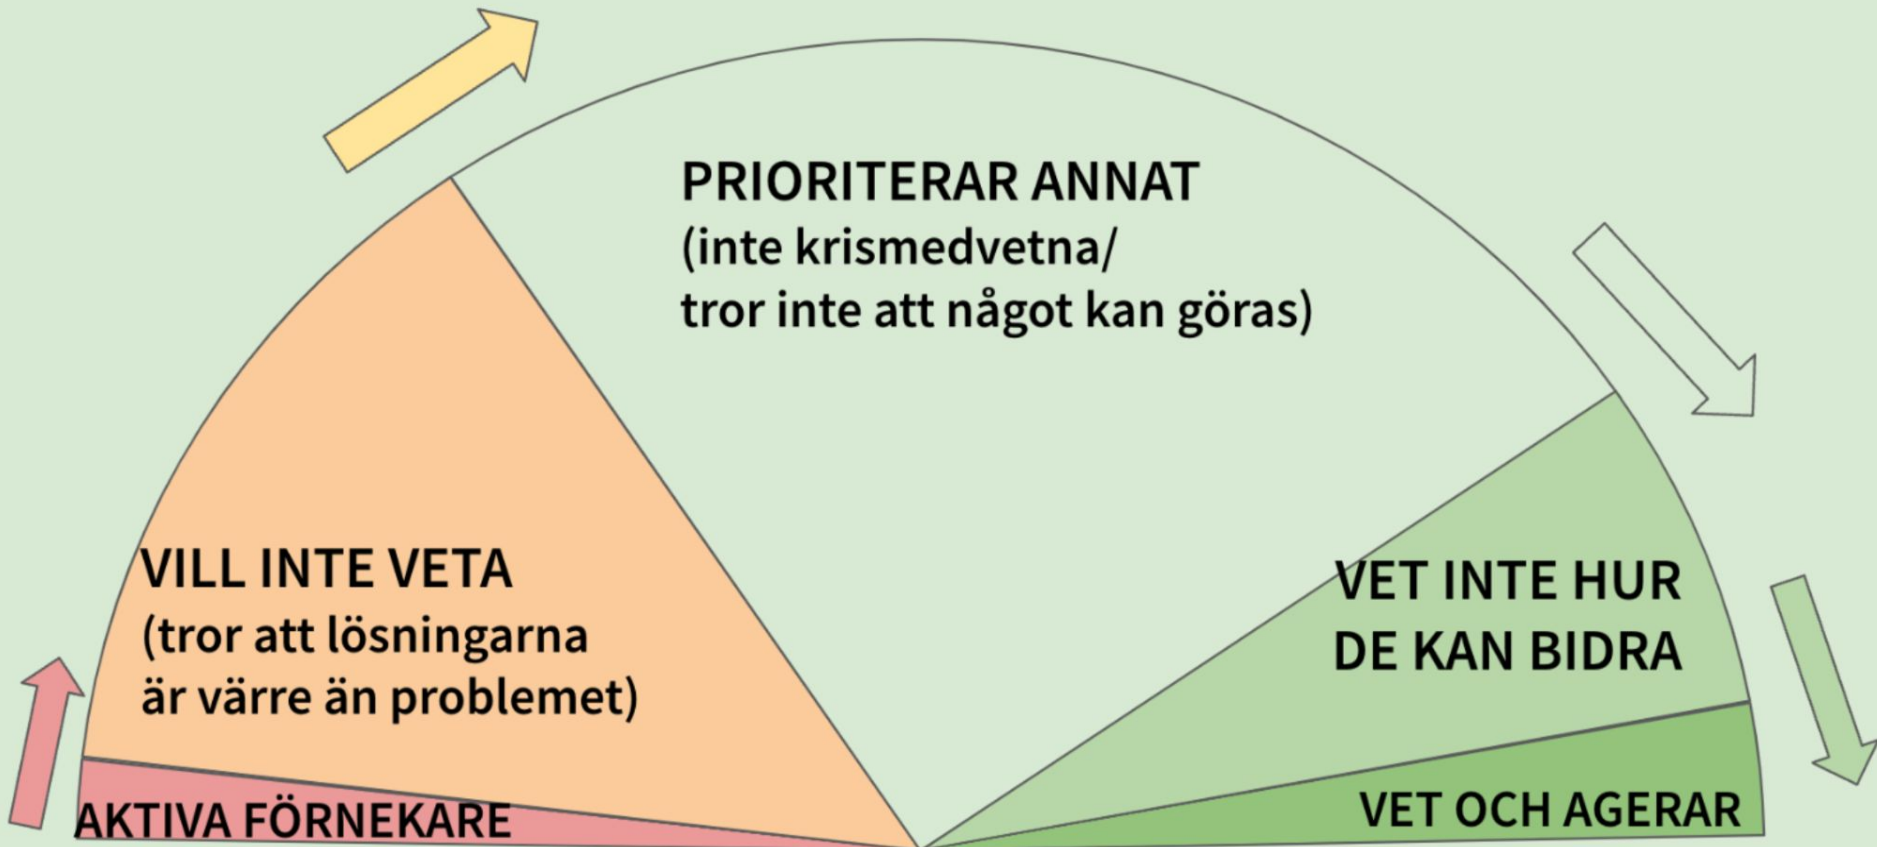 PRIORITERAR ANNAT
(inte krismedvetna/
tror inte att något kan göras)
VILL INTE VETA
(tror att lösningarna
är värre än problemet)
VET INTE HUR
DE KAN BIDRA
AKTIVA FÖRNEKARE
VET OCH AGERAR